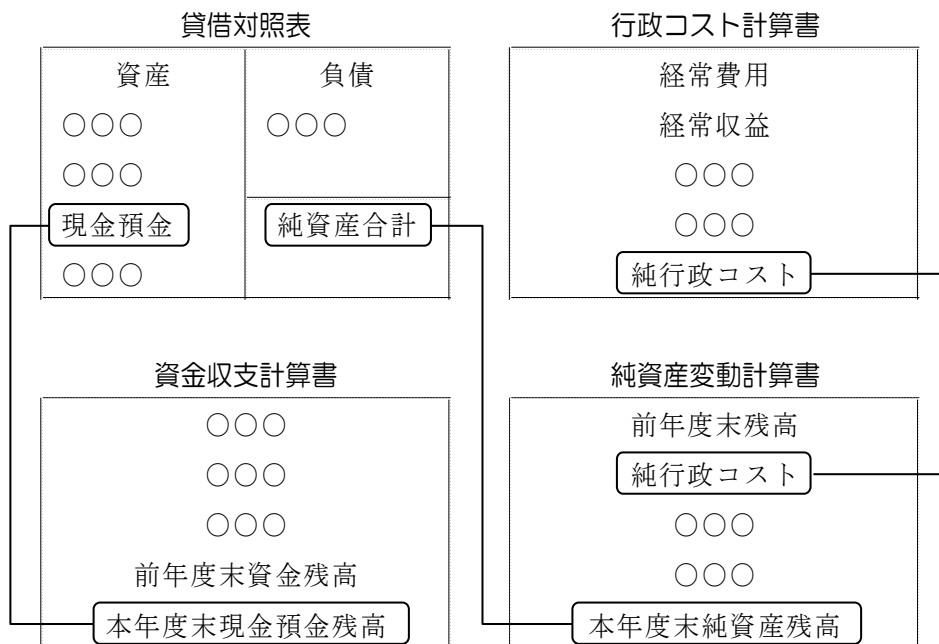 貸借対照表
資産
○○○
○○○
現金預金
○○○
負債
○○○
純資産合計
行政コスト計算書
経常費用
経常収益
○○○
○○○
純行政コスト
資金収支計算書
○○○
○○○
○○○
前年度末資金残高
本年度末現金預金残高
純資産変動計算書
前年度末残高
純行政コスト
○○○
○○○
本年度末純資産残高